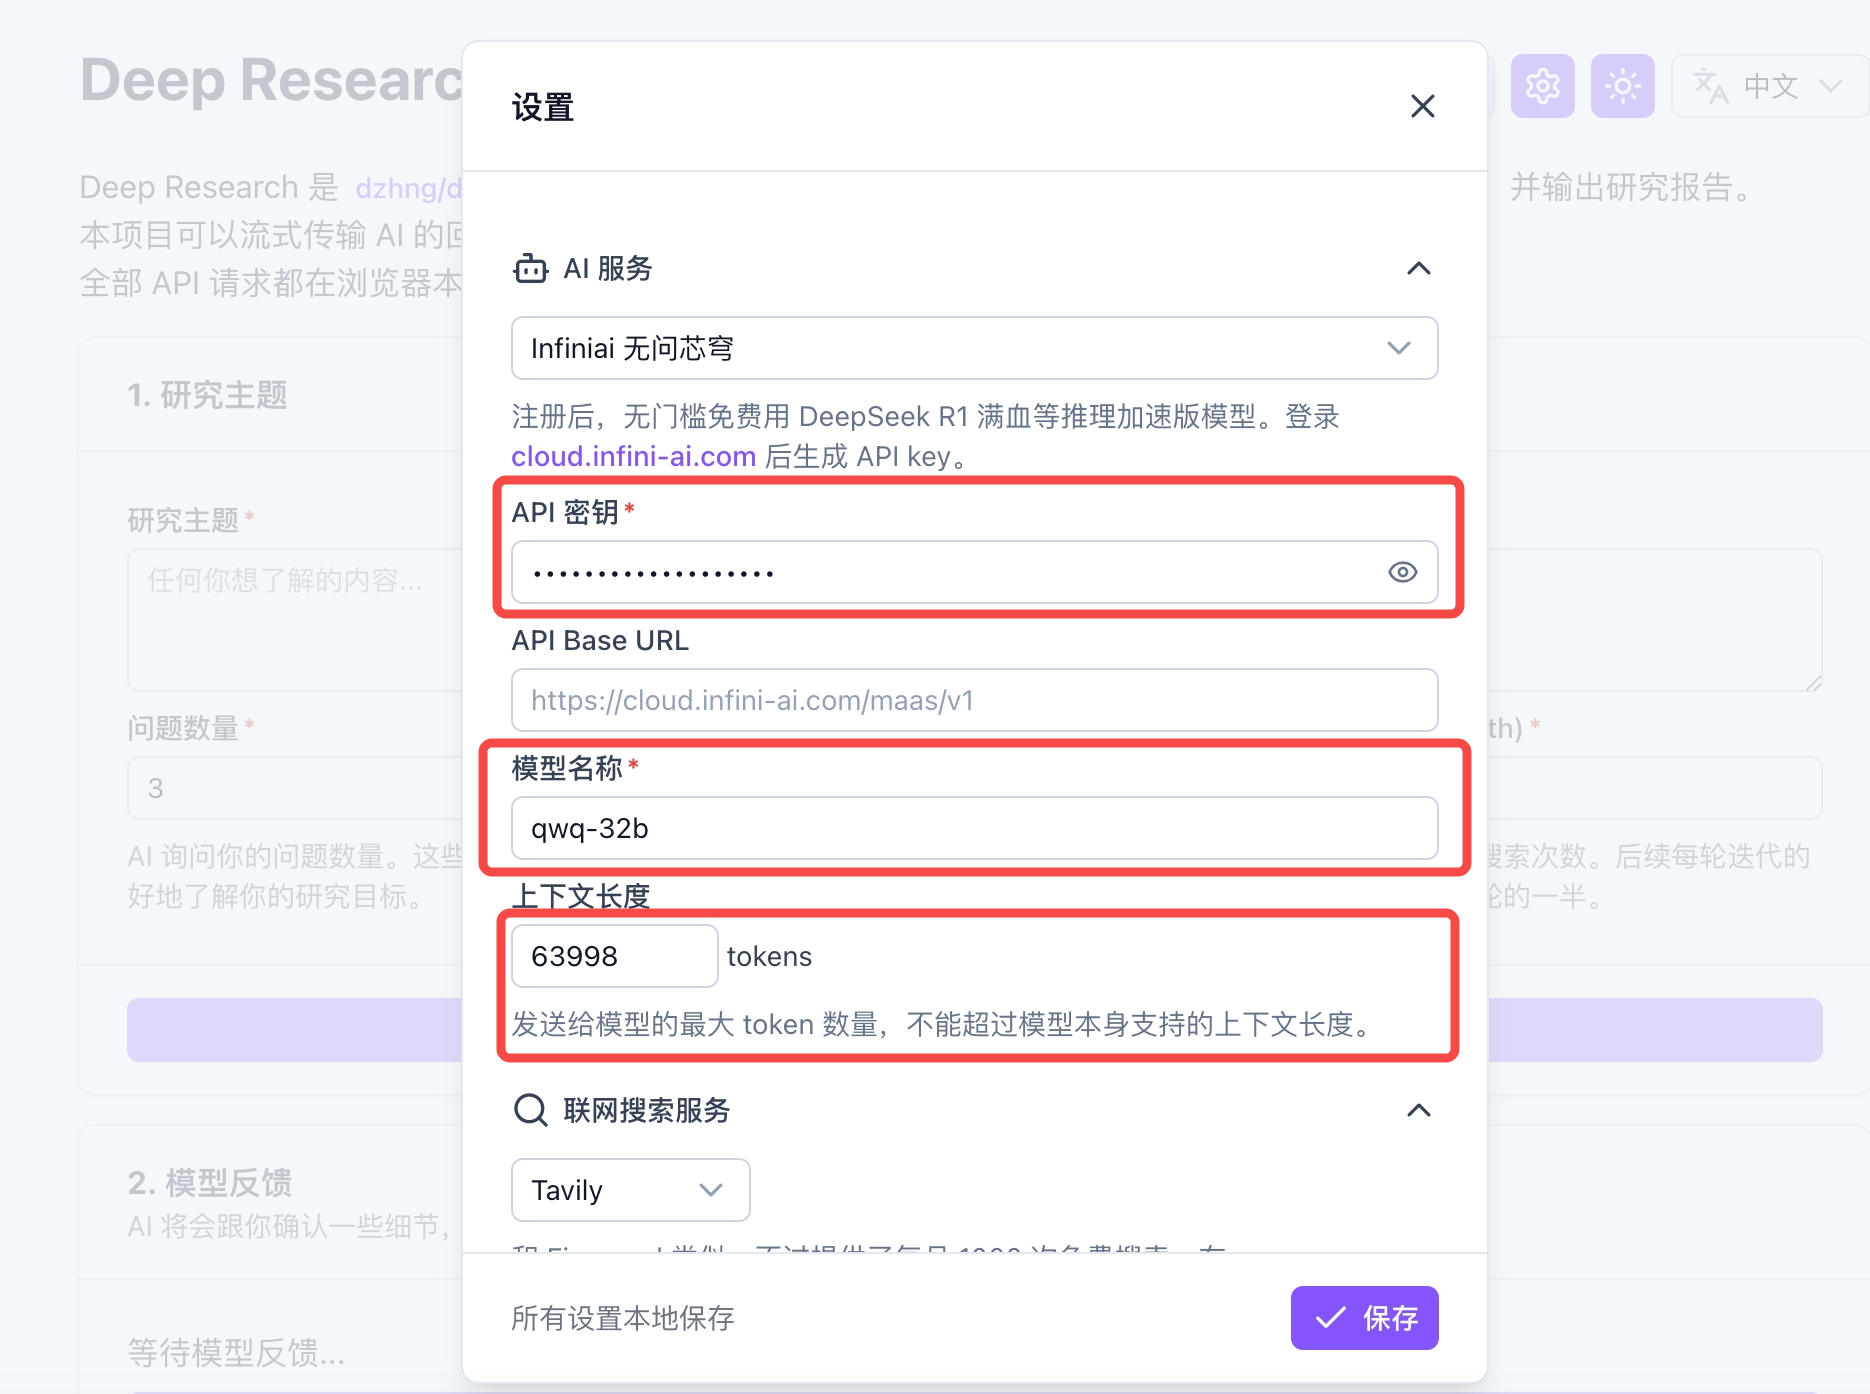 Deep Researc
中文
Deep Research 是 dzhng/d
并输出研究报告。
本项目可以流式传输 AI 的回
全部 API 请求都在浏览器本
1. 研究主题
研究主题*
任何你想了解的内容...
问题数量*
3
AI 询问你的问题数量。这些
好地了解你的研究目标。
th)*
搜索次数。后续每轮迭代的
轮的一半。
2. 模型反馈
AI 将会跟你确认一些细节，
等待模型反馈...
设置
AI 服务
Infiniai 无问芯穹
注册后，无门槛免费用 DeepSeek R1 满血等推理加速版模型。登录
cloud.infini-ai.com 后生成 API key。
API 密钥*
•••••••••••••••••••
API Base URL
https://cloud.infini-ai.com/maas/v1
模型名称*
qwq-32b
上下文长度
63998 tokens
发送给模型的最大 token 数量，不能超过模型本身支持的上下文长度。
联网搜索服务
Tavily
所有设置本地保存
保存